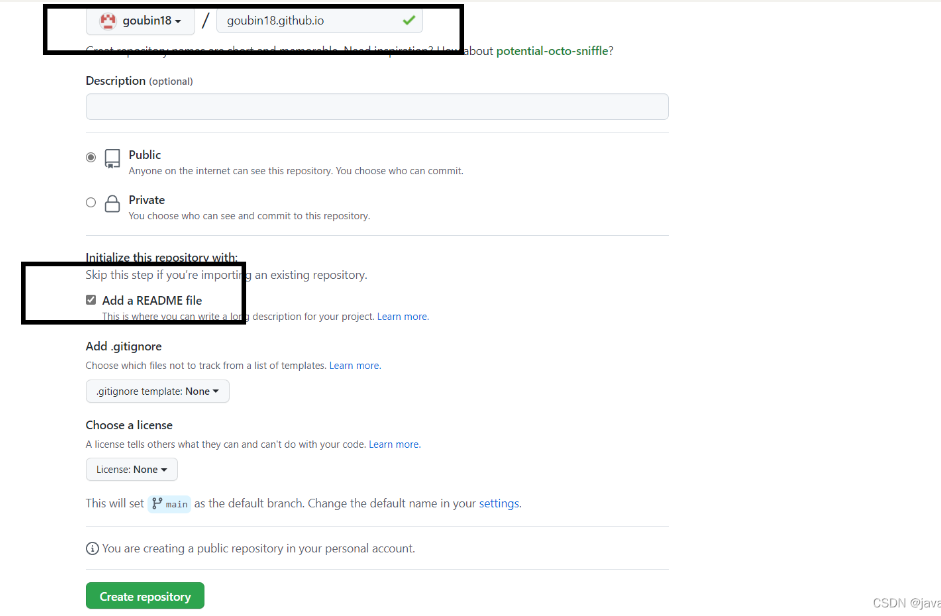 goubin18 / goubin18.github.io
Great repository names are short and memorable. Need inspiration? How about potential-octo-sniffle?
Description (optional)
Public
Anyone on the internet can see this repository. You choose who can commit.
Private
You choose who can see and commit to this repository.
Initialize this repository with:
Skip this step if you're importing an existing repository.
Add a README file
This is where you can write a long description for your project. Learn more.
Add .gitignore
Choose which files not to track from a list of templates. Learn more.
.gitignore template: None
Choose a license
A license tells others what they can and can't do with your code. Learn more.
License: None
This will set main as the default branch. Change the default name in your settings.
You are creating a public repository in your personal account.
Create repository
CSDN @java